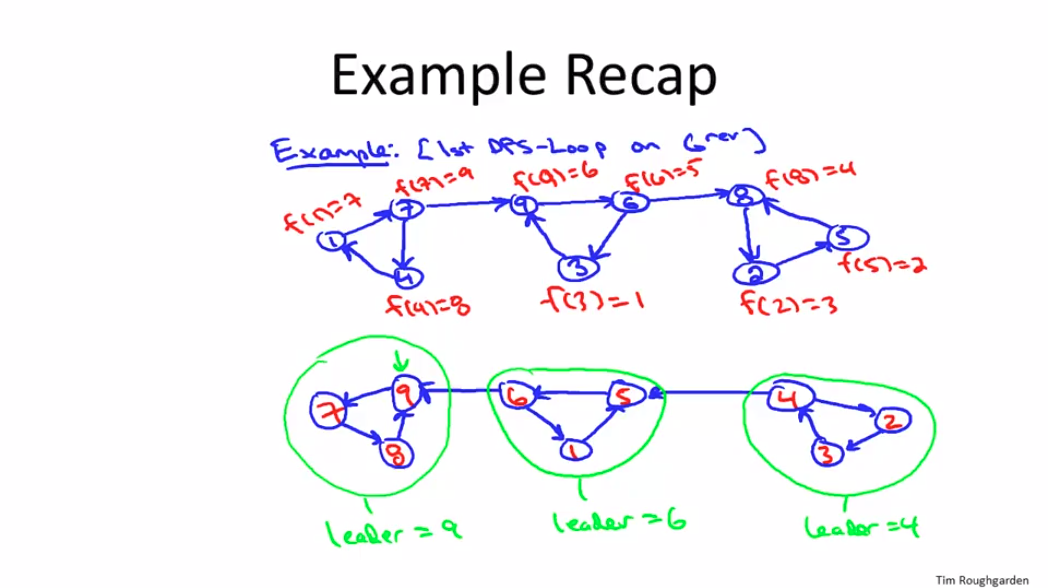 Example Recap
Example: [1st DFS-Loop on Grev]
f(7)=9 f(9)=6 f(6)=5 f(8)=4
f(1)=7
7 9 6 8
1 3 5
4 2
f(5)=2
f(4)=8 f(3)=1 f(2)=3
9 6 5 4
7 2
8 1 3
leader = 9 leader = 6 leader = 4
Tim Roughgarden